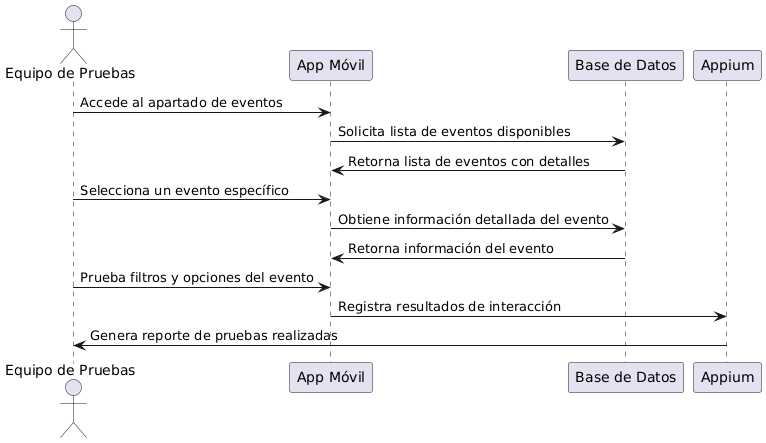 Equipo de Pruebas
App Móvil
Base de Datos
Appium
Accede al apartado de eventos
Solicita lista de eventos disponibles
Retorna lista de eventos con detalles
Selecciona un evento específico
Obtiene información detallada del evento
Retorna información del evento
Prueba filtros y opciones del evento
Registra resultados de interacción
Genera reporte de pruebas realizadas
Equipo de Pruebas
App Móvil
Base de Datos
Appium